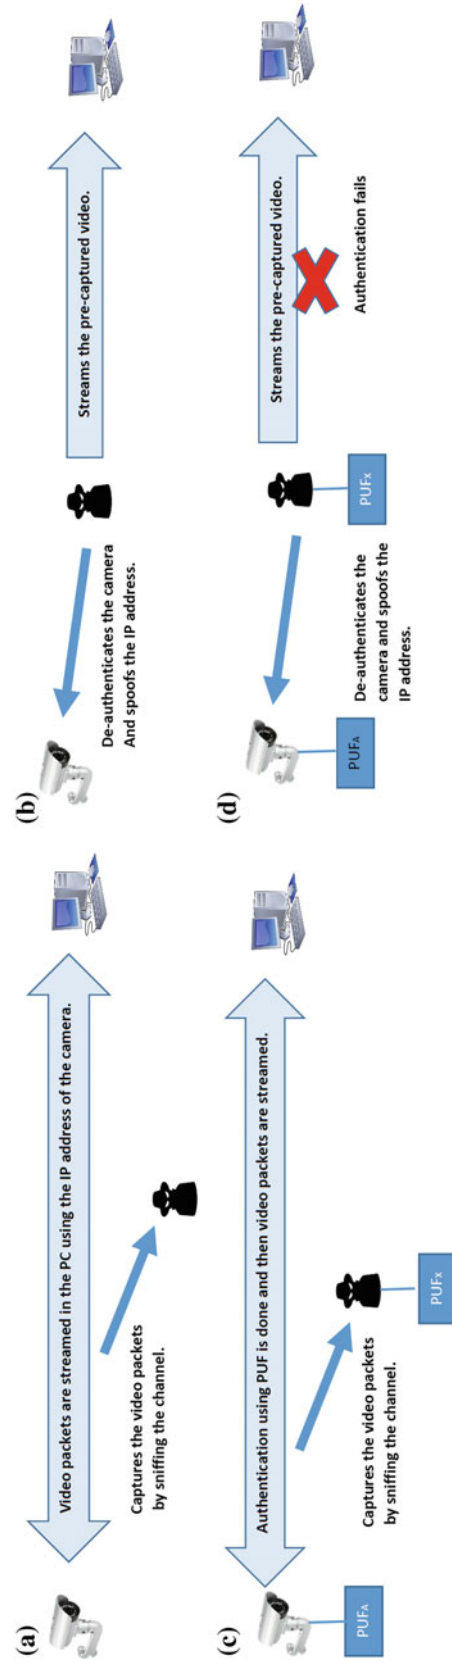 (a)
Video packets are streamed in the PC using the IP address of the camera.
Captures the video packets
by sniffing the channel.
(b)
Streams the pre-captured video.
De-authenticates the camera
And spoofs the IP address.
(c)
Authentication using PUF is done and then video packets are streamed.
Captures the video packets
by sniffing the channel.
PUFA
PUFX
(d)
Streams the pre-captured video.
Authentication fails
De-authenticates the
camera and spoofs the
IP address.
PUFA
PUFX